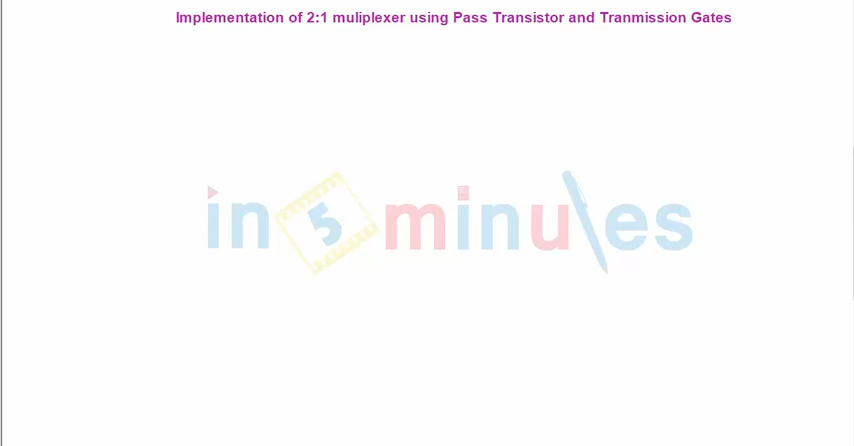 Implementation of 2:1 muliplexer using Pass Transistor and Tranmission Gates
in 5 minutes